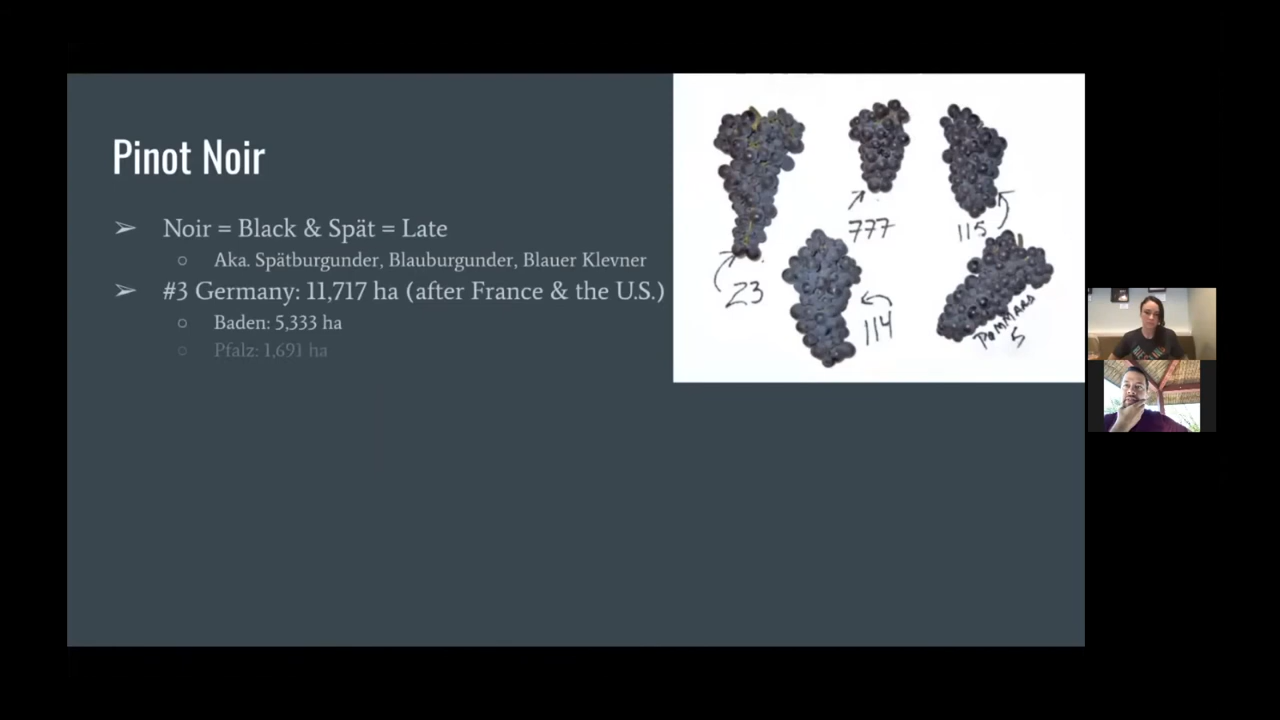 Pinot Noir
➢ Noir = Black & Spät = Late
○ Aka. Spätburgunder, Blauburgunder, Blauer Klevner
➢ #3 Germany: 11,717 ha (after France & the U.S.)
○ Baden: 5,333 ha
○ Pfalz: 1,691 ha
777
115
23
114
POMMARD
5